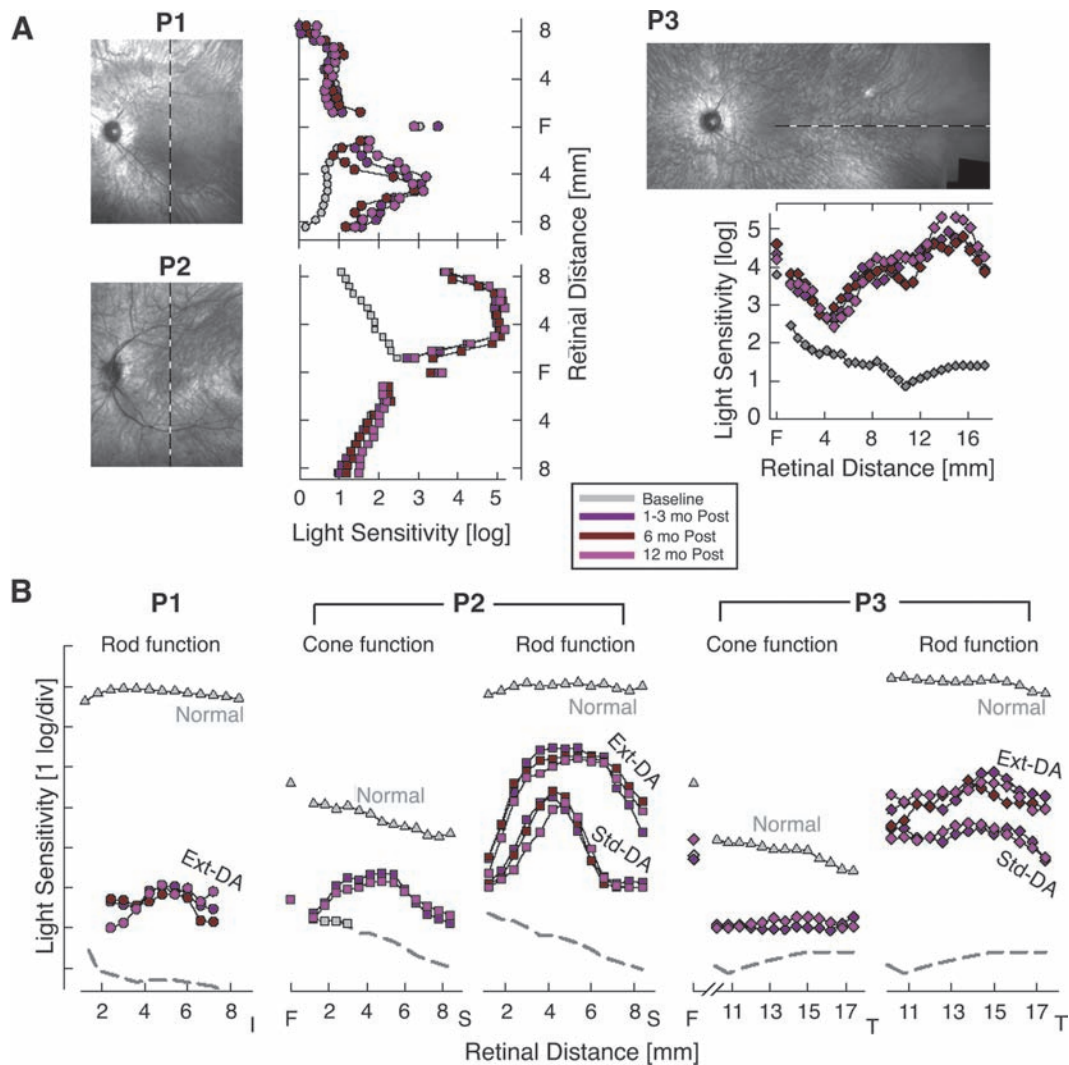 A
P1
P2
P3
8
4
F
4
8
8
4
F
4
8
Retinal Distance [mm]
0 1 2 3 4 5
Light Sensitivity [log]
5
4
3
2
1
0
Light Sensitivity [log]
F 4 8 12 16
Retinal Distance [mm]
Baseline
1-3 mo Post
6 mo Post
12 mo Post
B
P1
P2
P3
Rod function
Cone function
Rod function
Cone function
Rod function
Normal
Normal
Normal
Normal
Normal
Ext-DA
Ext-DA
Std-DA
Ext-DA
Std-DA
Light Sensitivity [1 log/div]
2 4 6 8 I
F 2 4 6 8 S
2 4 6 8 S
F 11 13 15 17 T
11 13 15 17 T
Retinal Distance [mm]